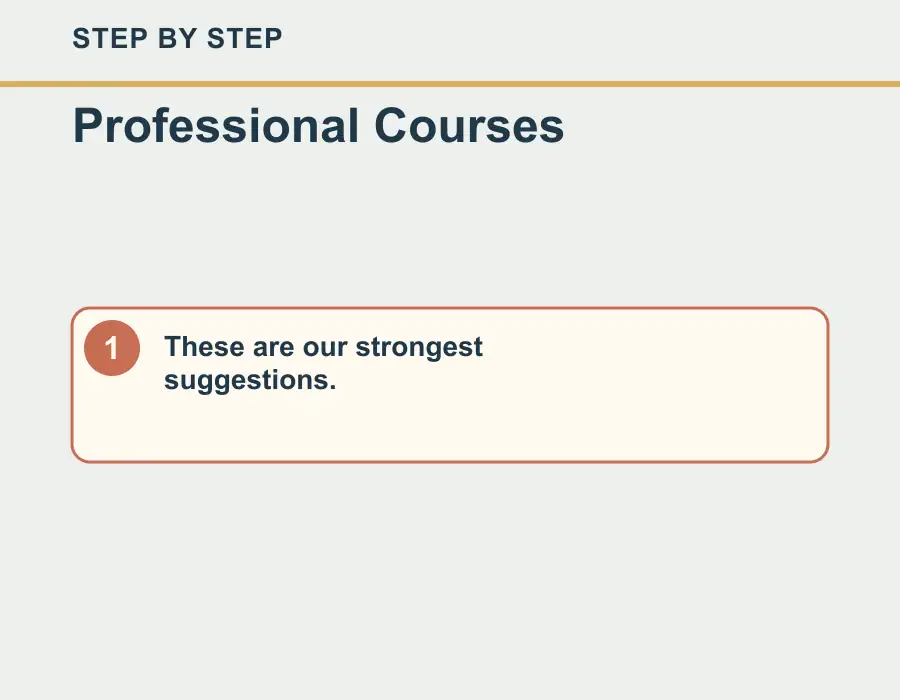 STEP BY STEP
Professional Courses
1
These are our strongest
suggestions.